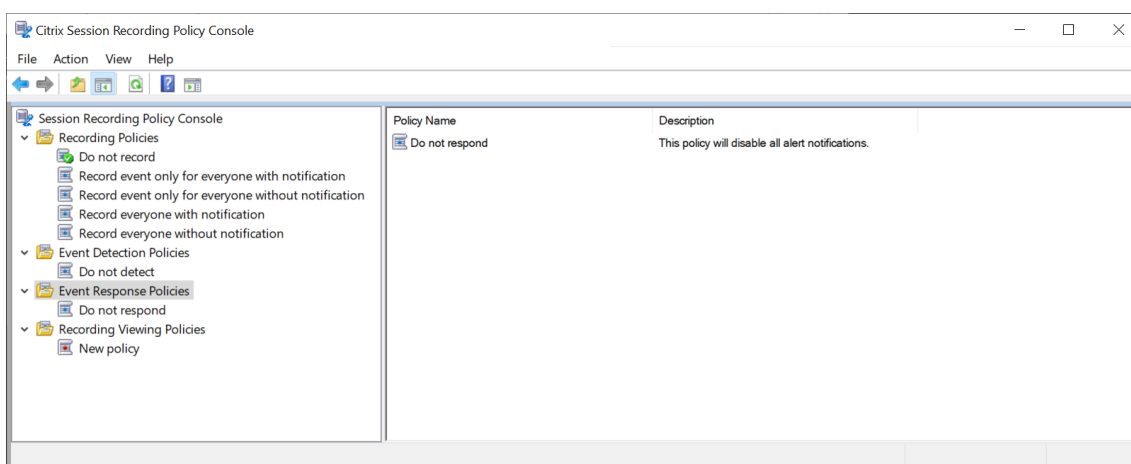 Citrix Session Recording Policy Console
File Action View Help
Session Recording Policy Console
Recording Policies
Do not record
Record event only for everyone with notification
Record event only for everyone without notification
Record everyone with notification
Record everyone without notification
Event Detection Policies
Do not detect
Event Response Policies
Do not respond
Recording Viewing Policies
New policy
Policy Name Description
Do not respond This policy will disable all alert notifications.